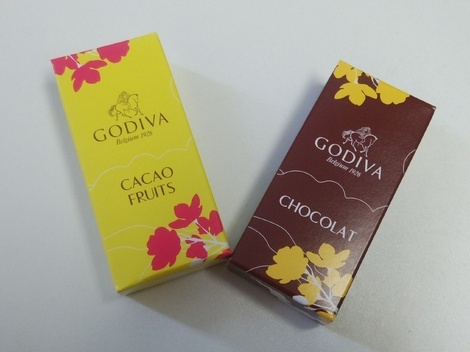 GODIVA
Belgium 1926
CACAO
FRUITS
GODIVA
Belgium 1926
CHOCOLAT